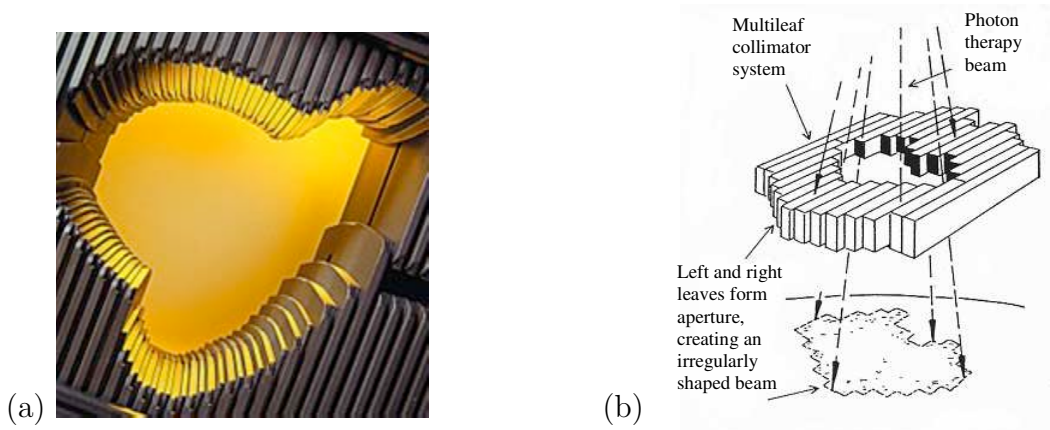 Multileaf
collimator
system
Photon
therapy
beam
Left and right
leaves form
aperture,
creating an
irregularly
shaped beam
(a)
(b)